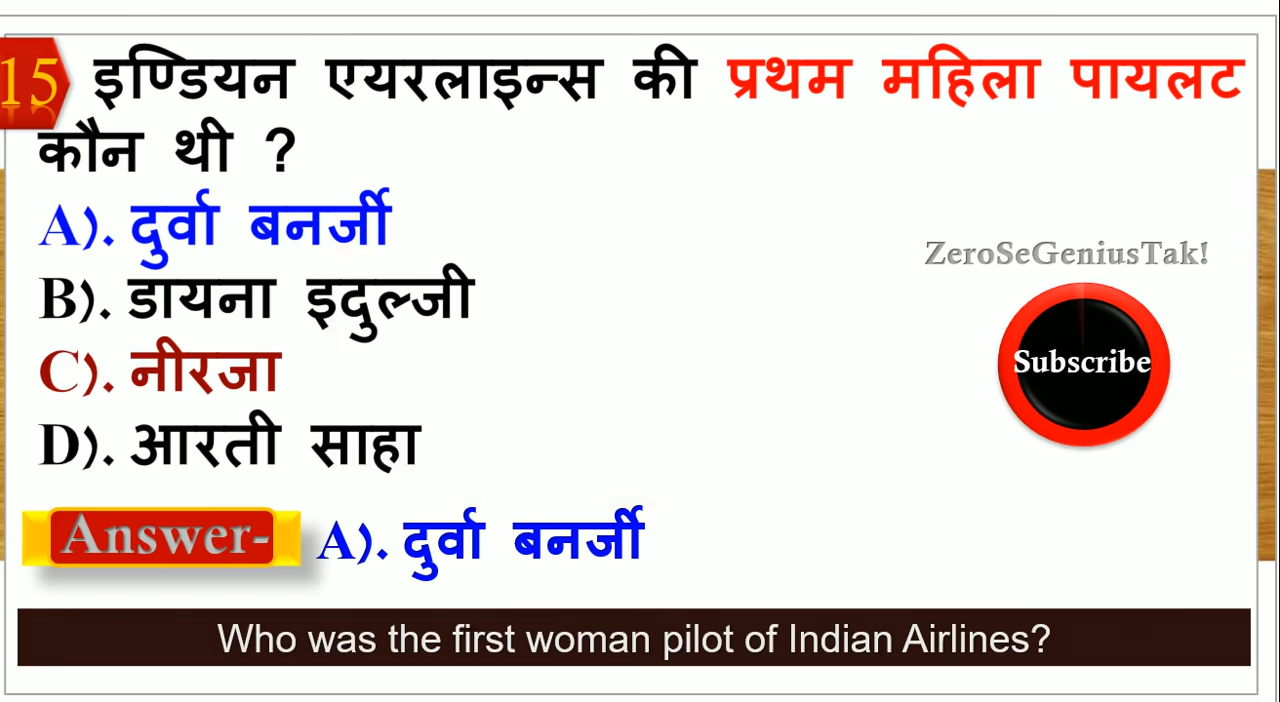 15 इण्डियन एयरलाइन्स की प्रथम महिला पायलट
कौन थी ?
A). दुर्वा बनर्जी
B). डायना इदुल्जी
C). नीरजा
D). आरती साहा
ZeroSeGeniusTak!
Subscribe
Answer- A). दुर्वा बनर्जी
Who was the first woman pilot of Indian Airlines?